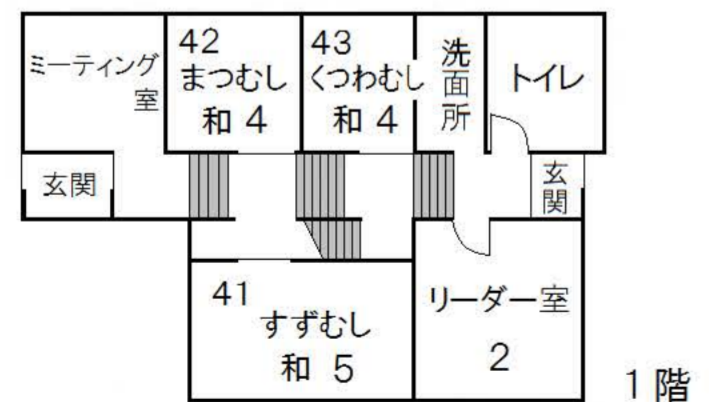 ミーティング
室
42
まつむし
和 4
43
くつわむし
和 4
洗面所
トイレ
玄関
玄関
41
すずむし
和 5
リーダー室
2
1階